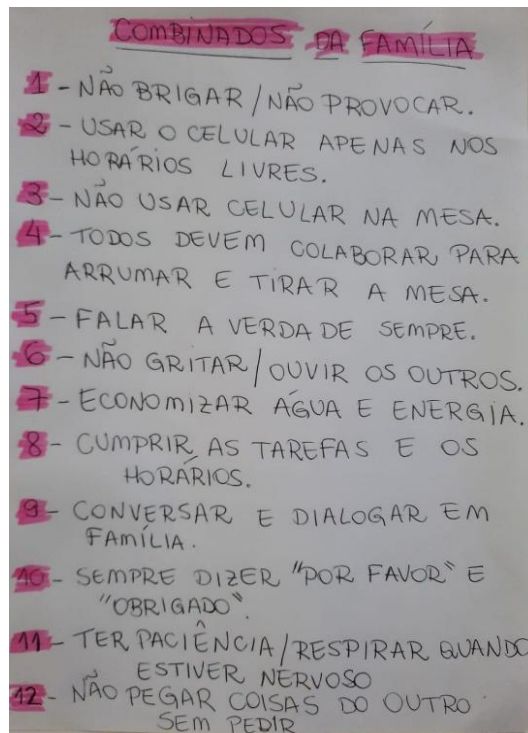 COMBINADOS DA FAMÍLIA
1 - NÃO BRIGAR / NÃO PROVOCAR.
2 - USAR O CELULAR APENAS NOS
HORÁRIOS LIVRES.
3 - NÃO USAR CELULAR NA MESA.
4 - TODOS DEVEM COLABORAR PARA
ARRUMAR E TIRAR A MESA.
5 - FALAR A VERDADE SEMPRE.
6 - NÃO GRITAR / OUVIR OS OUTROS.
7 - ECONOMIZAR ÁGUA E ENERGIA.
8 - CUMPRIR AS TAREFAS E OS
HORÁRIOS.
9 - CONVERSAR E DIALOGAR EM
FAMÍLIA.
10 - SEMPRE DIZER "POR FAVOR" E
"OBRIGADO".
11 - TER PACIÊNCIA / RESPIRAR QUANDO
ESTIVER NERVOSO
12 - NÃO PEGAR COISAS DO OUTRO
SEM PEDIR